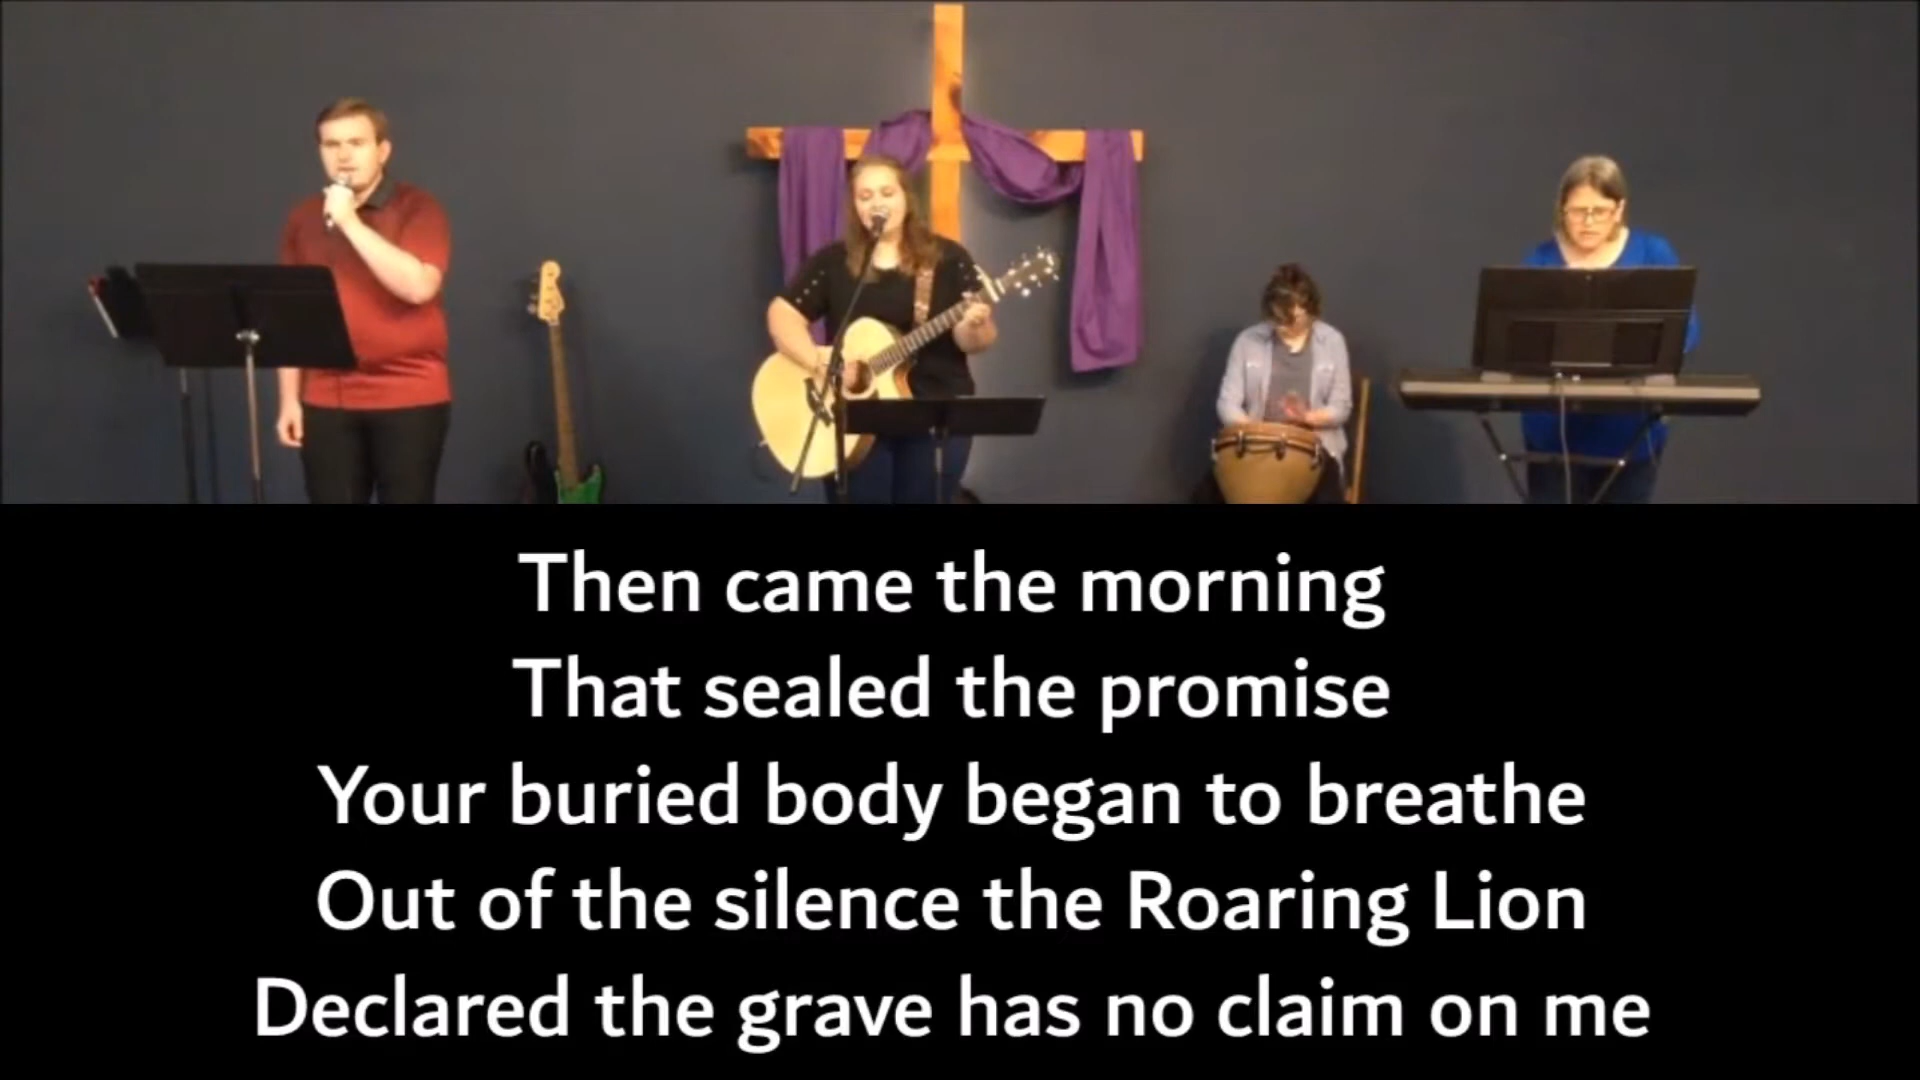 Then came the morning
That sealed the promise
Your buried body began to breathe
Out of the silence the Roaring Lion
Declared the grave has no claim on me